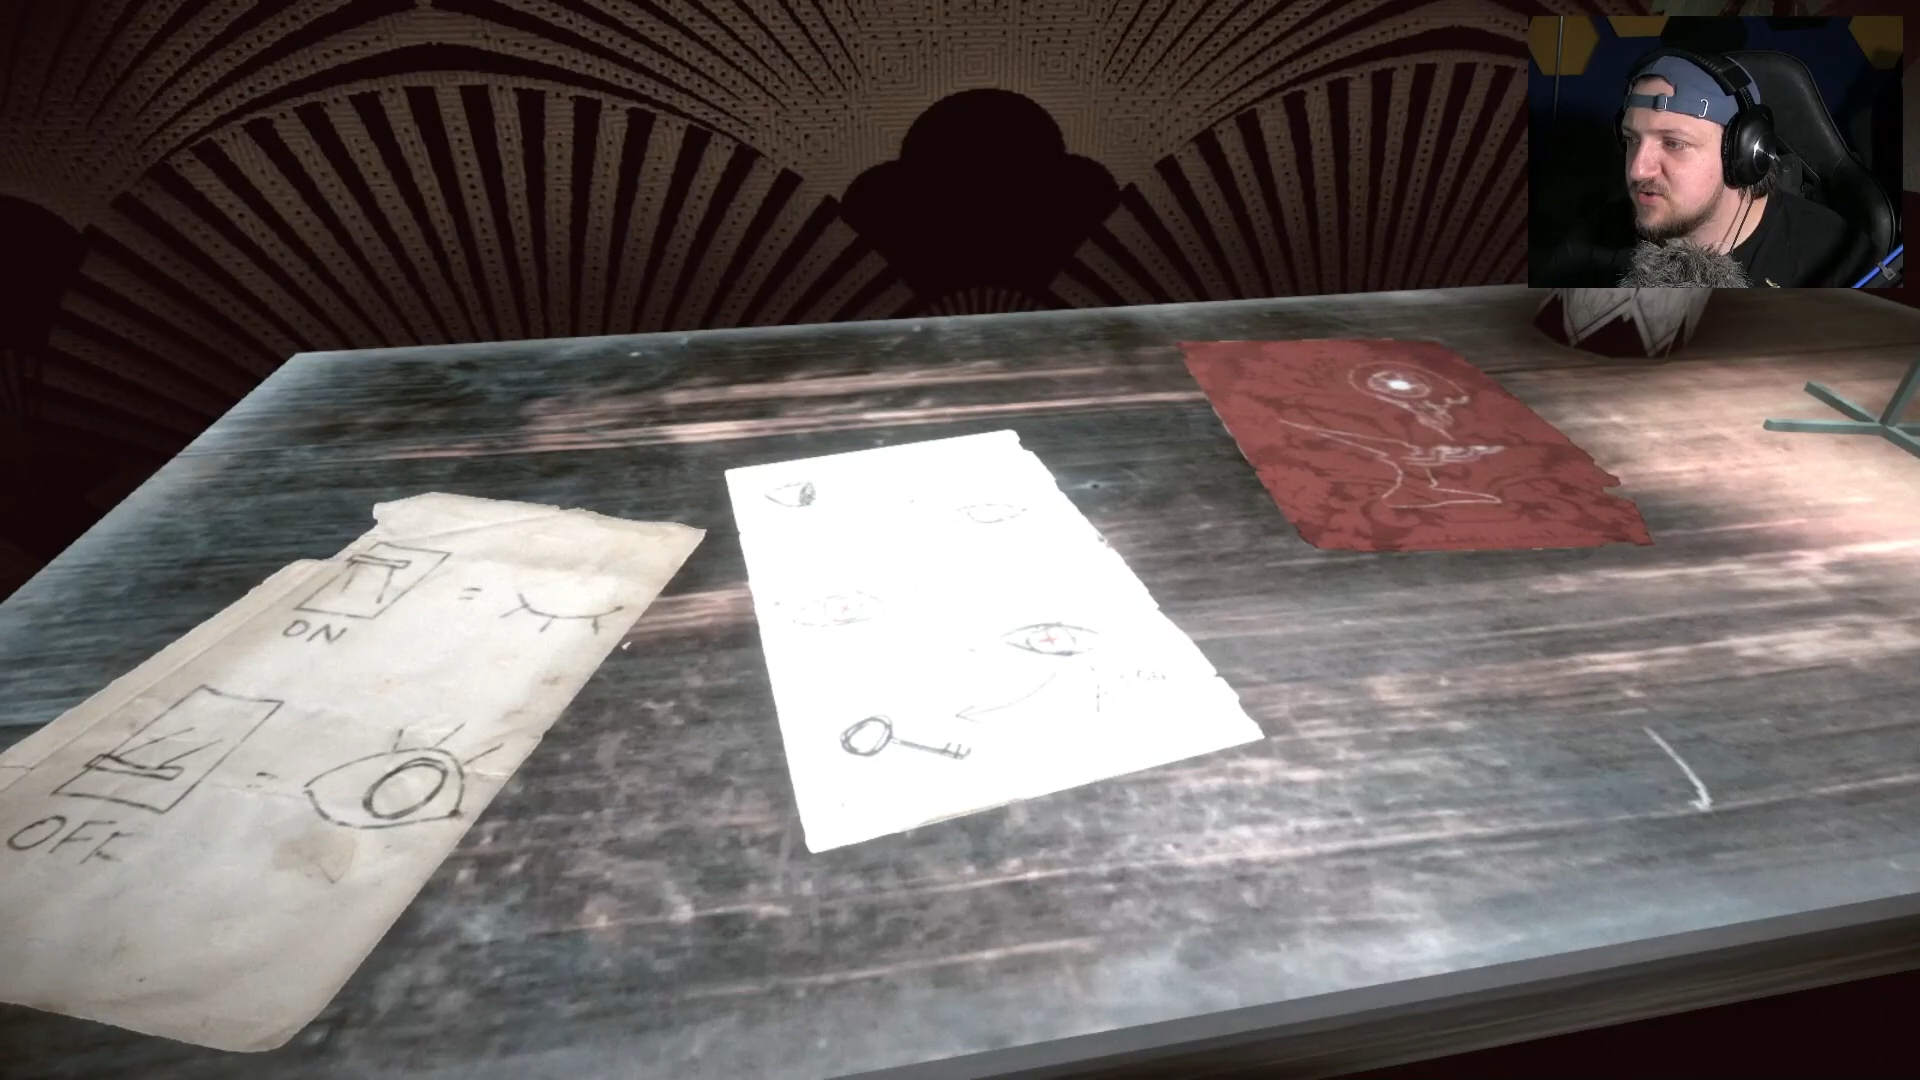 ON
=
OFF
=